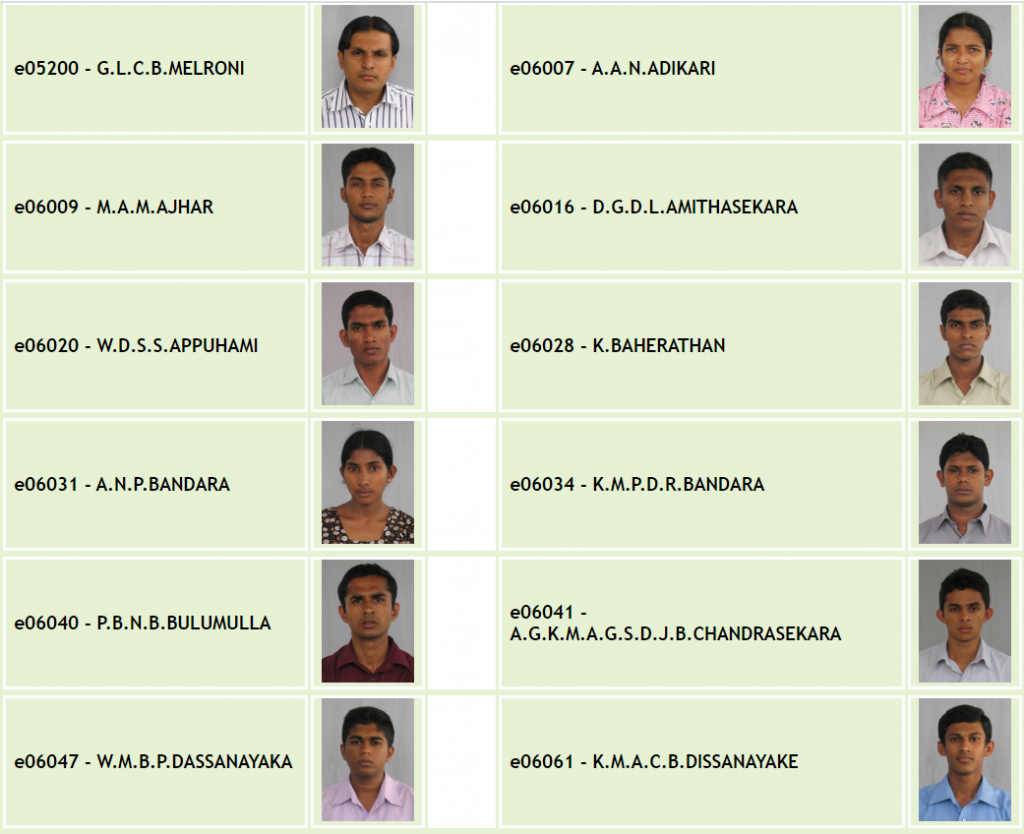 e05200 - G.L.C.B.MELRONI
e06007 - A.A.N.ADIKARI
e06009 - M.A.M.AJHAR
e06016 - D.G.D.L.AMITHASEKARA
e06020 - W.D.S.S.APPUHAMI
e06028 - K.BAHERATHAN
e06031 - A.N.P.BANDARA
e06034 - K.M.P.D.R.BANDARA
e06040 - P.B.N.B.BULUMULLA
e06041 -
A.G.K.M.A.G.S.D.J.B.CHANDRASEKARA
e06047 - W.M.B.P.DASSANAYAKA
e06061 - K.M.A.C.B.DISSANAYAKE